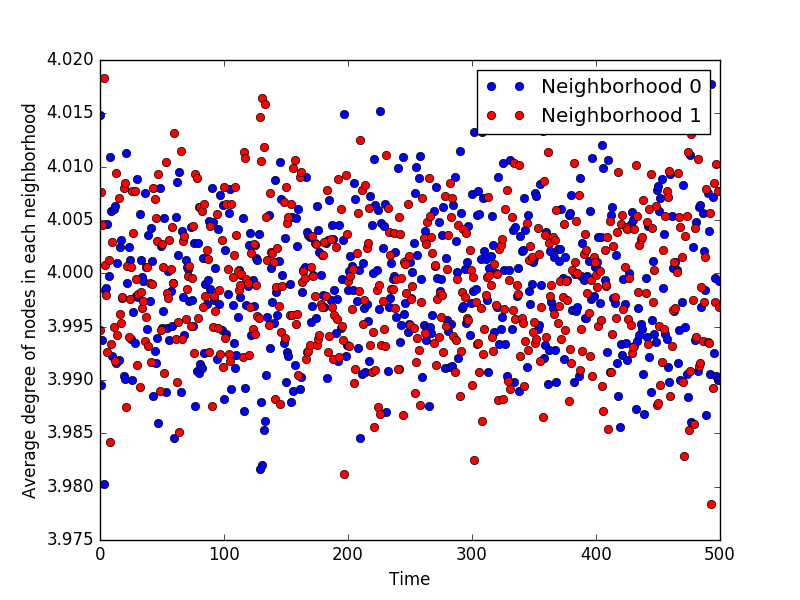 4.020
4.015
4.010
4.005
4.000
3.995
3.990
3.985
3.980
3.975
Average degree of nodes in each neighborhood
Neighborhood 0
Neighborhood 1
0 100 200 300 400 500
Time